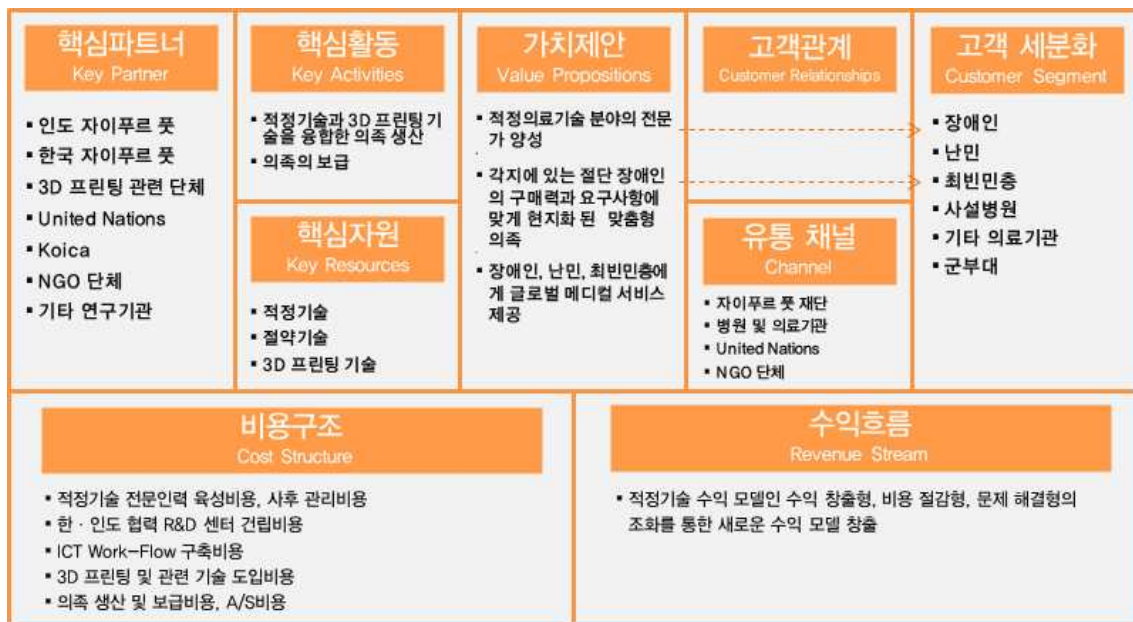 핵심파트너
Key Partner
▪ 인도 자이푸르 풋
▪ 한국 자이푸르 풋
▪ 3D 프린팅 관련 단체
▪ United Nations
▪ Koica
▪ NGO 단체
▪ 기타 연구기관
핵심활동
Key Activities
▪ 적정기술과 3D 프린팅 기
술을 융합한 의족 생산
▪ 의족의 보급
핵심자원
Key Resources
▪ 적정기술
▪ 절약기술
▪ 3D 프린팅 기술
가치제안
Value Propositions
▪ 적정의료기술 분야의 전문
가 양성
▪ 각지에 있는 절단 장애인
의 구매력과 요구사항에
맞게 현지화 된 맞춤형
의족
▪ 장애인, 난민, 최빈민층에
게 글로벌 메디컬 서비스
제공
고객관계
Customer Relationships
유통 채널
Channel
▪ 자이푸르 풋 재단
▪ 병원 및 의료기관
▪ United Nations
▪ NGO 단체
고객 세분화
Customer Segment
▪ 장애인
▪ 난민
▪ 최빈민층
▪ 사설병원
▪ 기타 의료기관
▪ 군부대
비용구조
Cost Structure
▪ 적정기술 전문인력 육성비용, 사후 관리비용
▪ 한 · 인도 협력 R&D 센터 건립비용
▪ ICT Work-Flow 구축비용
▪ 3D 프린팅 및 관련 기술 도입비용
▪ 의족 생산 및 보급비용, A/S비용
수익흐름
Revenue Stream
▪ 적정기술 수익 모델인 수익 창출형, 비용 절감형, 문제 해결형의
조화를 통한 새로운 수익 모델 창출